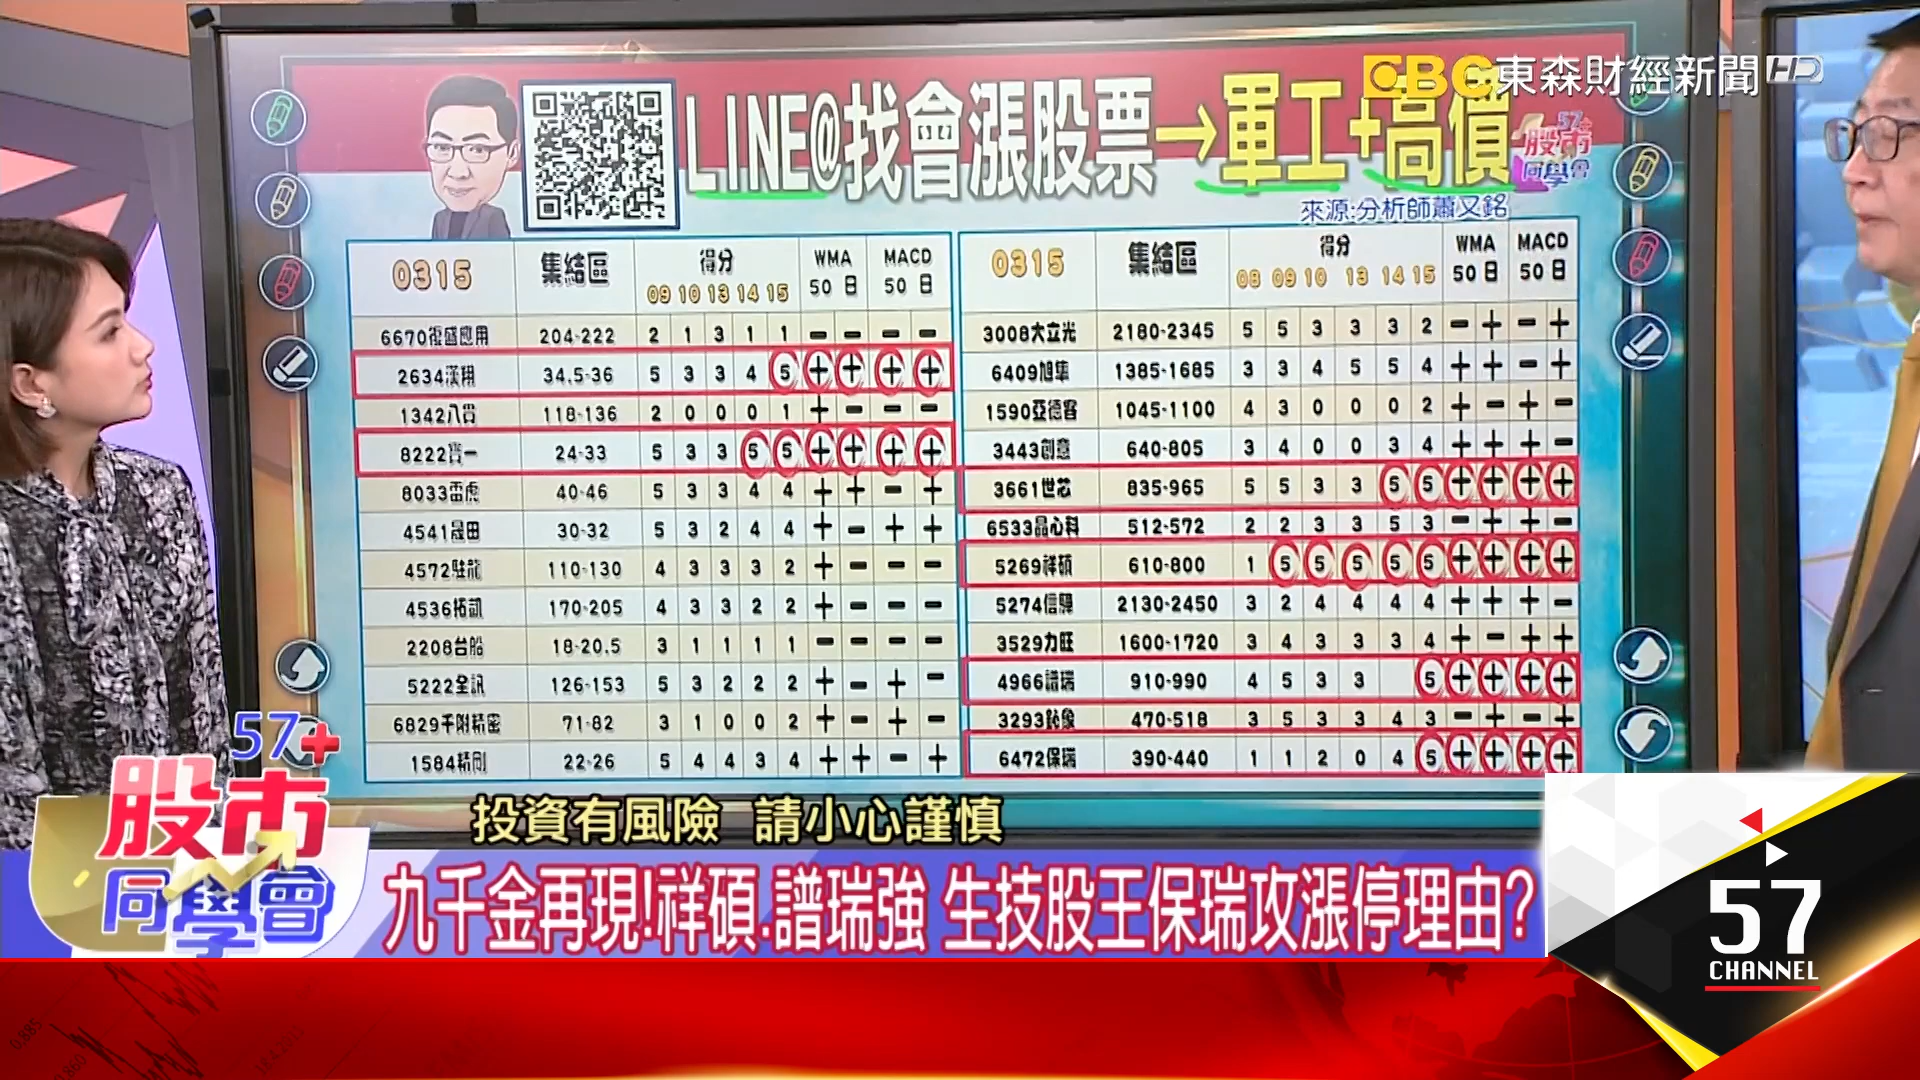 EBC東森財經新聞HD
LINE@找會漲股票→軍工+高價
57+股市同學會
來源:分析師蕭又銘
0315 集結區 得分 WMA MACD
09 10 13 14 15 50日 50日
6670復盛應用 204-222 2 1 3 1 1 - - - -
2634漢翔 34.5-36 5 3 3 4 5 + + + +
1342八貫 118-136 2 0 0 0 1 + - - -
8222寶一 24-33 5 3 3 5 5 + + + +
8033雷虎 40-46 5 3 3 4 4 + + - +
4541晟田 30-32 5 3 2 4 4 + - + +
4572駐龍 110-130 4 3 3 3 2 + - - -
4536拓凱 170-205 4 3 3 2 2 + - - -
2208台船 18-20.5 3 1 1 1 1 - - - -
5222全訊 126-153 5 3 2 2 2 + - + -
6829千附精密 71-82 3 1 0 0 2 + - + -
1584精剛 22-26 5 4 4 3 4 + + - +
0315 集結區 得分 WMA MACD
08 09 10 13 14 15 50日 50日
3008大立光 2180-2345 5 5 3 3 3 2 - + - +
6409旭隼 1385-1685 3 3 4 5 5 4 + + - +
1590亞德客 1045-1100 4 3 0 0 0 2 + - + -
3443創意 640-805 3 4 0 0 3 4 + + + -
3661世芯 835-965 5 5 3 3 5 5 + + + +
6533晶心科 512-572 2 2 3 3 5 3 - + + -
5269祥碩 610-800 1 5 5 5 5 5 + + + +
5274信驊 2130-2450 3 2 4 4 4 4 + + + -
3529力旺 1600-1720 3 4 3 3 3 4 + - + +
4966譜瑞 910-990 4 5 3 3 5 + + + +
3293鈊象 470-518 3 5 3 3 4 3 - + - +
6472保瑞 390-440 1 1 2 0 4 5 + + + +
投資有風險 請小心謹慎
57+股市同學會
九千金再現!祥碩.譜瑞強 生技股王保瑞攻漲停理由?
57
CHANNEL